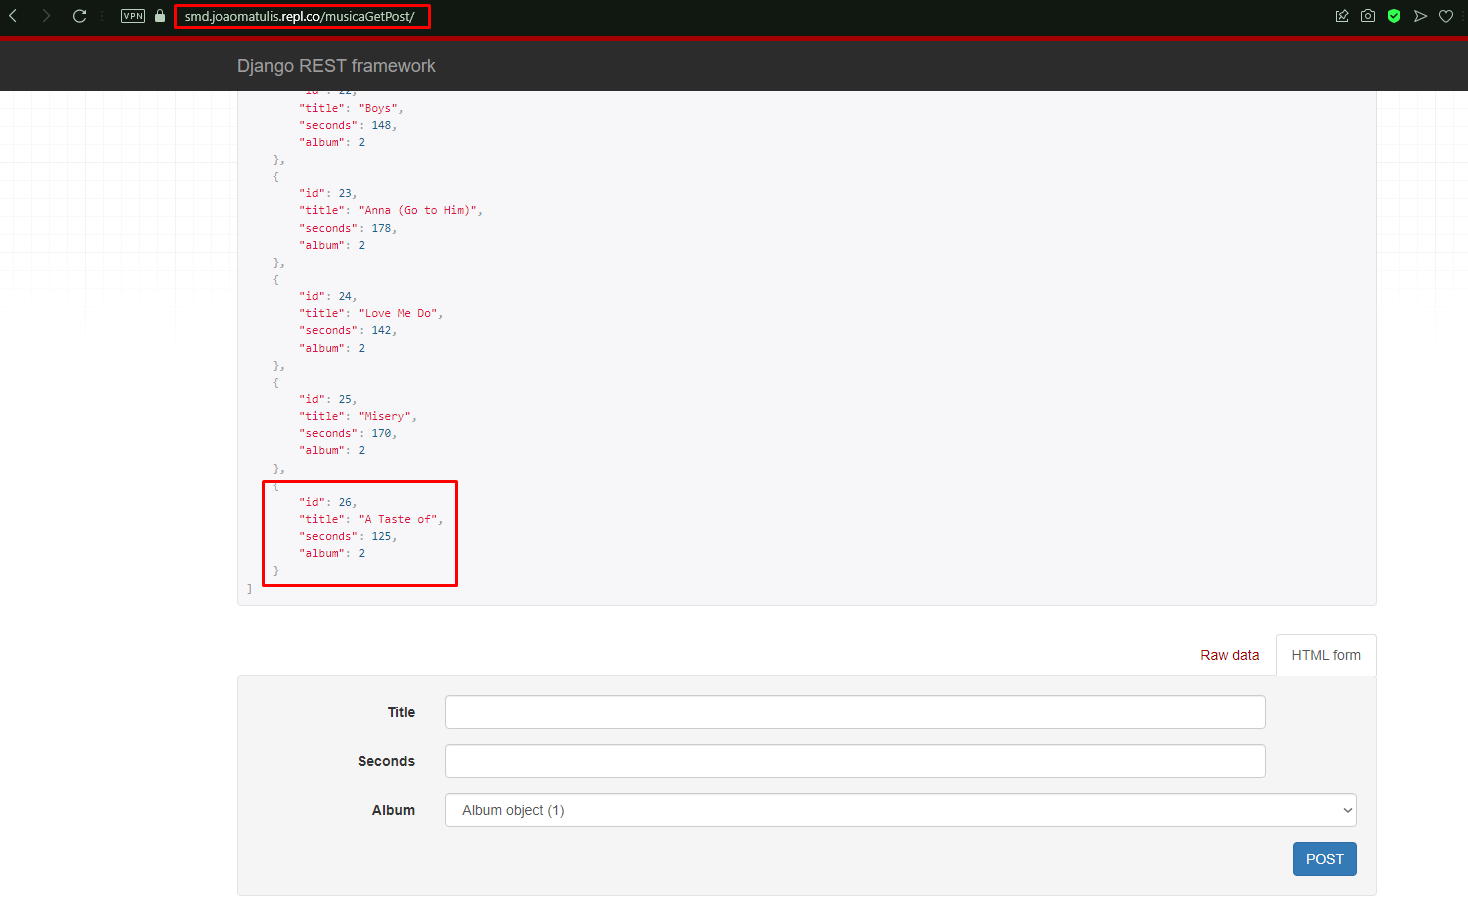 VPN smd.joaomatulis.repl.co/musicaGetPost/
Django REST framework
"id": 22,
"title": "Boys",
"seconds": 148,
"album": 2
},
{
"id": 23,
"title": "Anna (Go to Him)",
"seconds": 178,
"album": 2
},
{
"id": 24,
"title": "Love Me Do",
"seconds": 142,
"album": 2
},
{
"id": 25,
"title": "Misery",
"seconds": 170,
"album": 2
},
{
"id": 26,
"title": "A Taste of",
"seconds": 125,
"album": 2
}
]
Raw data HTML form
Title
Seconds
Album Album object (1)
POST